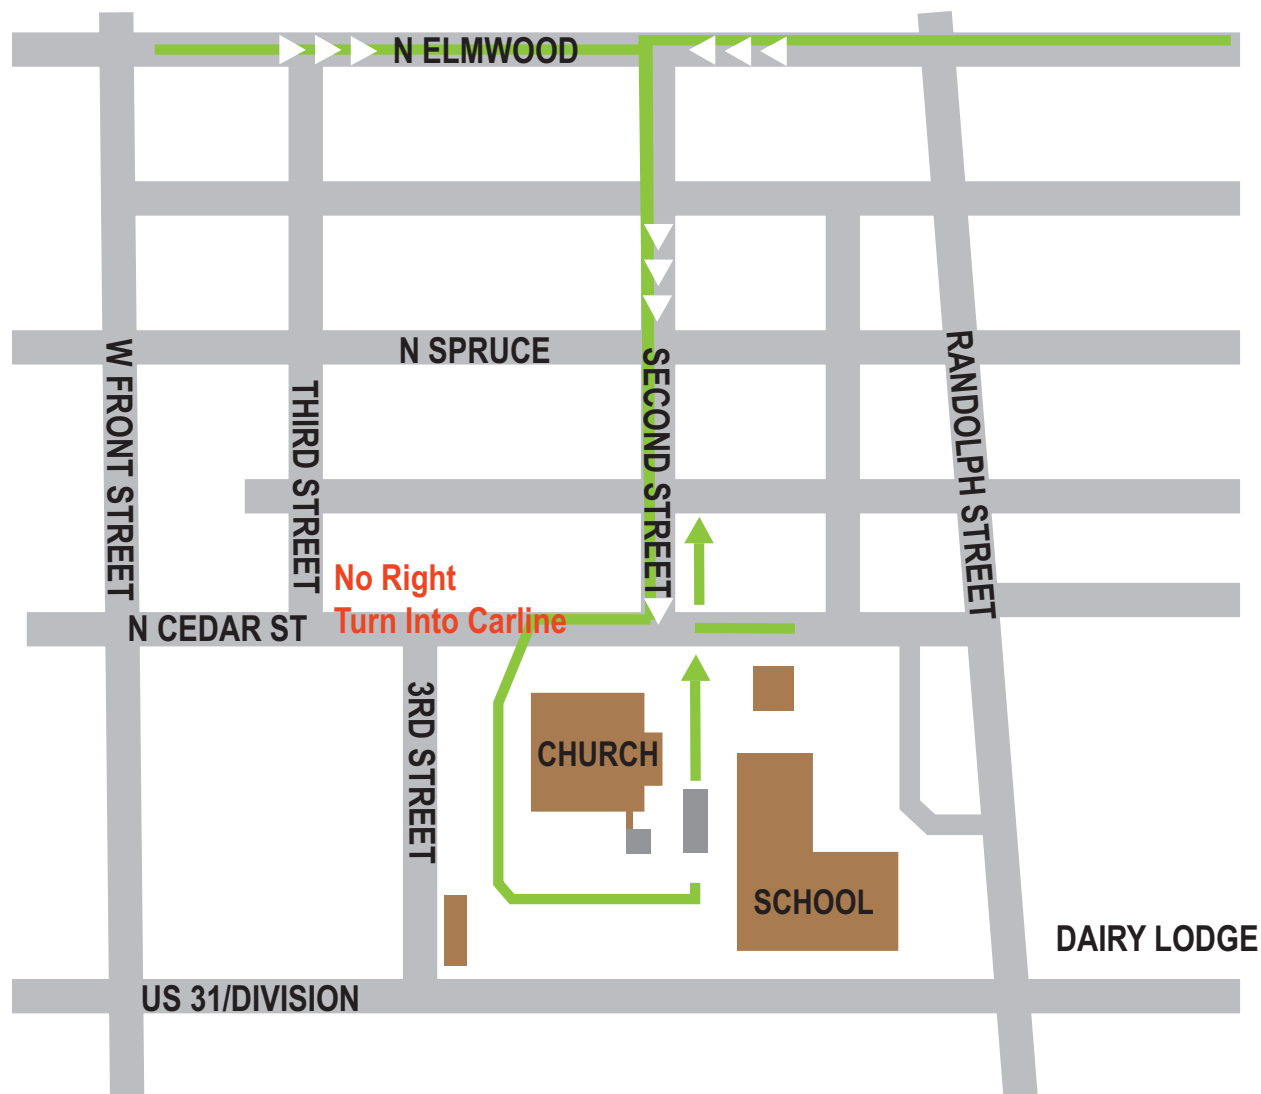 N ELMWOOD
N SPRUCE
W FRONT STREET
THIRD STREET
SECOND STREET
RANDOLPH STREET
No Right
Turn Into Carline
N CEDAR ST
3RD STREET
CHURCH
SCHOOL
DAIRY LODGE
US 31/DIVISION